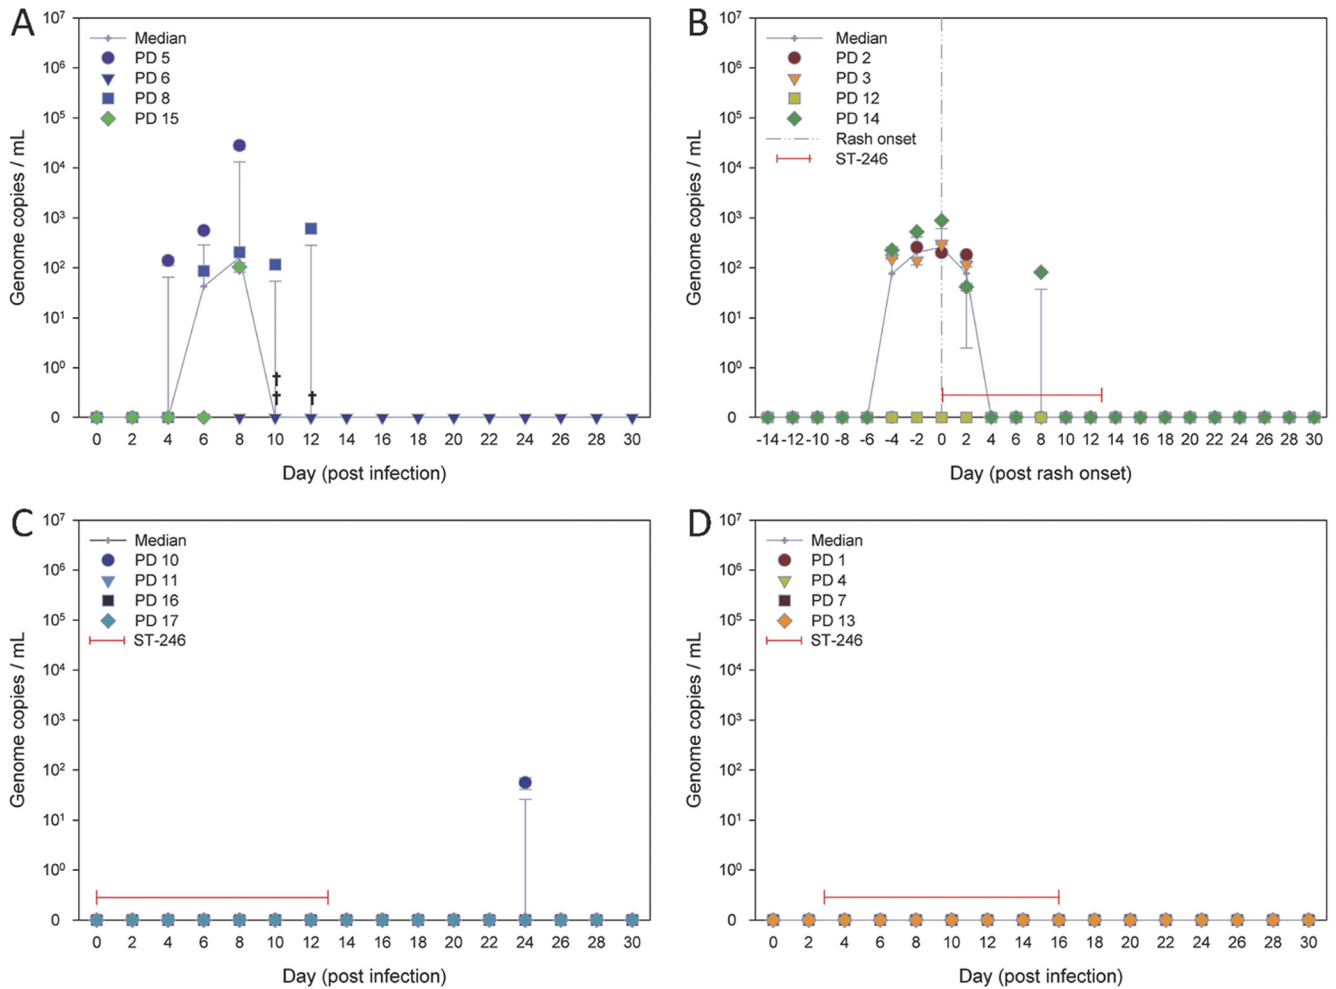 A
Genome copies / mL
10⁷
10⁶
10⁵
10⁴
10³
10²
10¹
10⁰
0
Median
PD 5
PD 6
PD 8
PD 15
†
†
†
0 2 4 6 8 10 12 14 16 18 20 22 24 26 28 30
Day (post infection)
B
Genome copies / mL
10⁷
10⁶
10⁵
10⁴
10³
10²
10¹
10⁰
0
Median
PD 2
PD 3
PD 12
PD 14
Rash onset
ST-246
-14 -12 -10 -8 -6 -4 -2 0 2 4 6 8 10 12 14 16 18 20 22 24 26 28 30
Day (post rash onset)
C
Genome copies / mL
10⁷
10⁶
10⁵
10⁴
10³
10²
10¹
10⁰
0
Median
PD 10
PD 11
PD 16
PD 17
ST-246
0 2 4 6 8 10 12 14 16 18 20 22 24 26 28 30
Day (post infection)
D
Genome copies / mL
10⁷
10⁶
10⁵
10⁴
10³
10²
10¹
10⁰
0
Median
PD 1
PD 4
PD 7
PD 13
ST-246
0 2 4 6 8 10 12 14 16 18 20 22 24 26 28 30
Day (post infection)